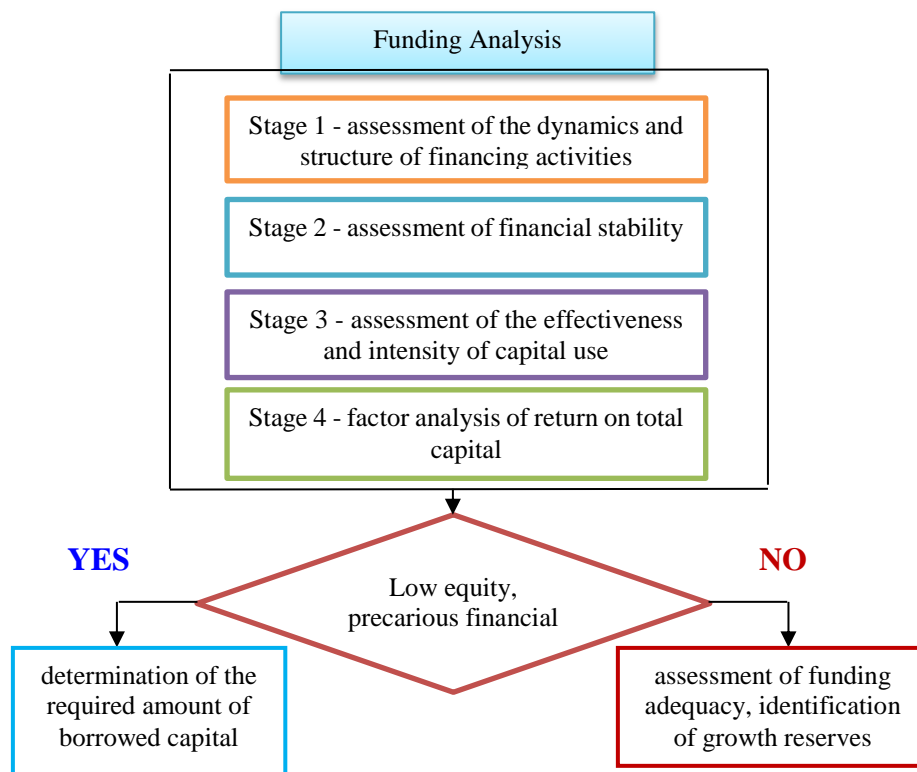 Funding Analysis
Stage 1 - assessment of the dynamics and
structure of financing activities
Stage 2 - assessment of financial stability
Stage 3 - assessment of the effectiveness
and intensity of capital use
Stage 4 - factor analysis of return on total
capital
YES
NO
Low equity,
precarious financial
determination of the
required amount of
borrowed capital
assessment of funding
adequacy, identification
of growth reserves